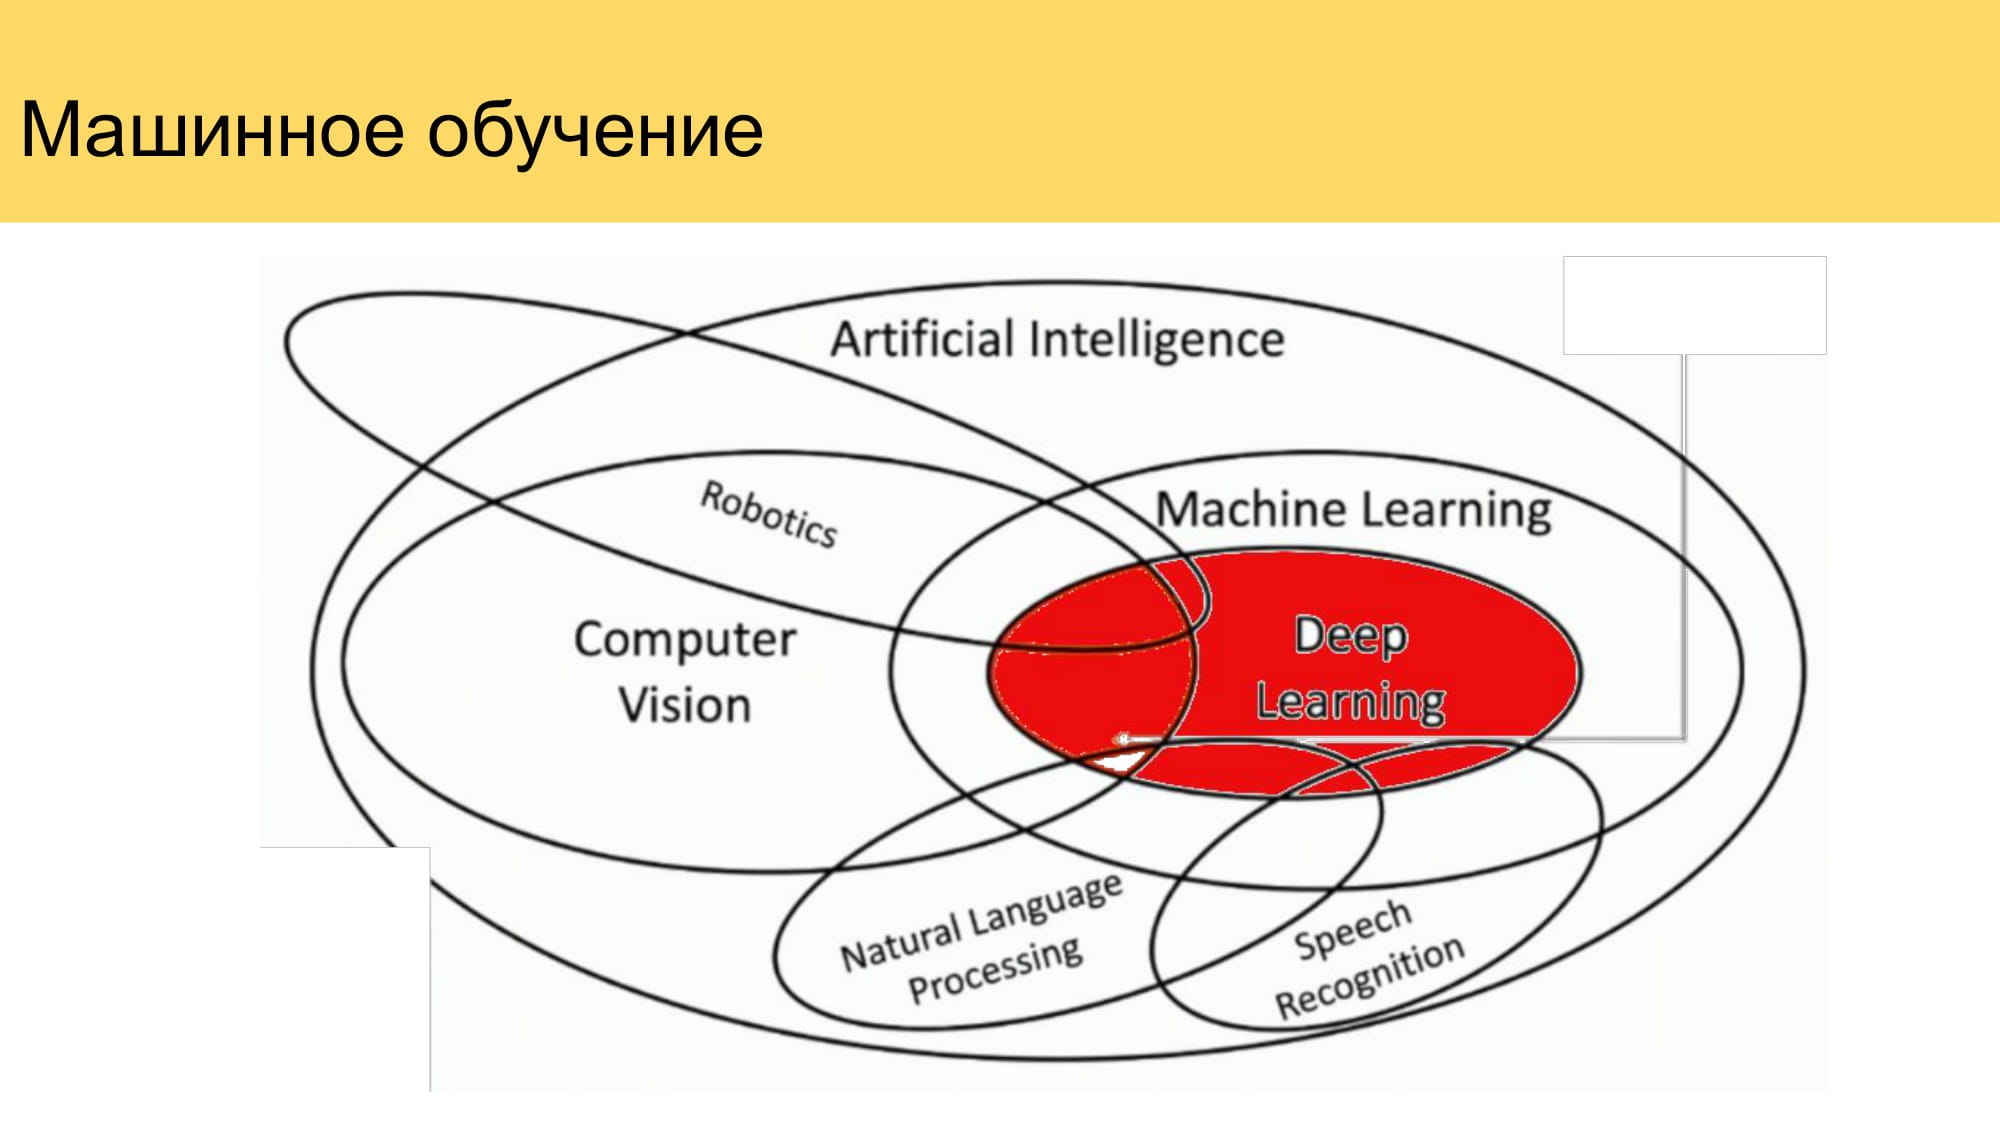 Машинное обучение
Artificial Intelligence
Robotics
Machine Learning
Computer
Vision
Deep
Learning
Natural Language
Processing
Speech
Recognition